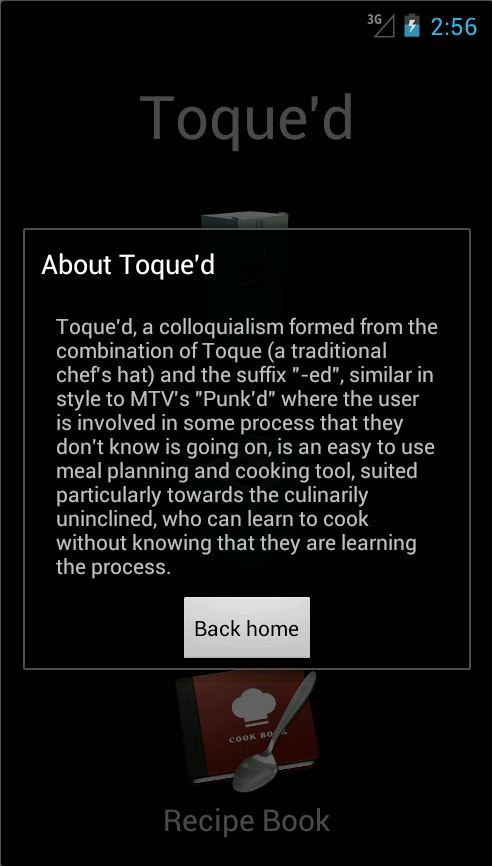 3G 2:56
Toque'd
About Toque'd
Toque'd, a colloquialism formed from the
combination of Toque (a traditional
chef's hat) and the suffix "-ed", similar in
style to MTV's "Punk'd" where the user
is involved in some process that they
don't know is going on, is an easy to use
meal planning and cooking tool, suited
particularly towards the culinarily
uninclined, who can learn to cook
without knowing that they are learning
the process.
Back home
COOK BOOK
Recipe Book